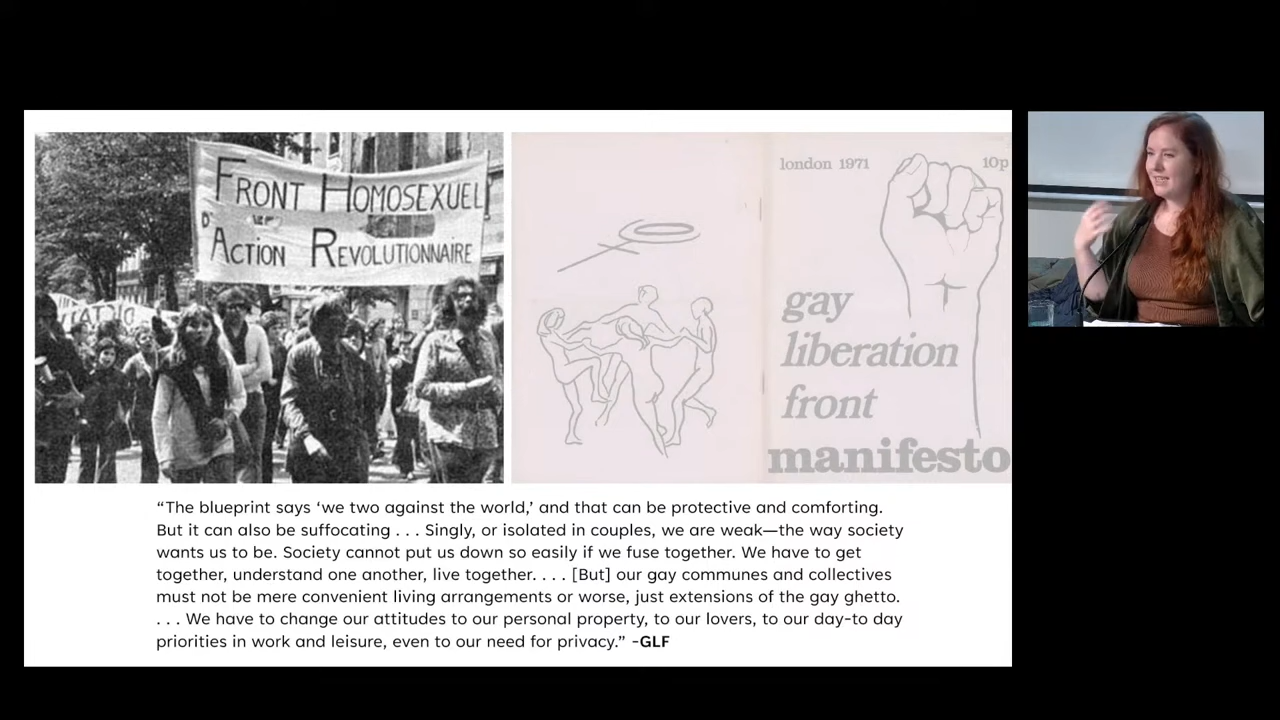 FRONT HOMOSEXUEL
D'
ACTION REVOLUTIONNAIRE
london 1971
10p
gay
liberation
front
manifesto
“The blueprint says ‘we two against the world,’ and that can be protective and comforting.
But it can also be suffocating . . . Singly, or isolated in couples, we are weak—the way society
wants us to be. Society cannot put us down so easily if we fuse together. We have to get
together, understand one another, live together. . . . [But] our gay communes and collectives
must not be mere convenient living arrangements or worse, just extensions of the gay ghetto.
. . . We have to change our attitudes to our personal property, to our lovers, to our day-to day
priorities in work and leisure, even to our need for privacy.” -GLF